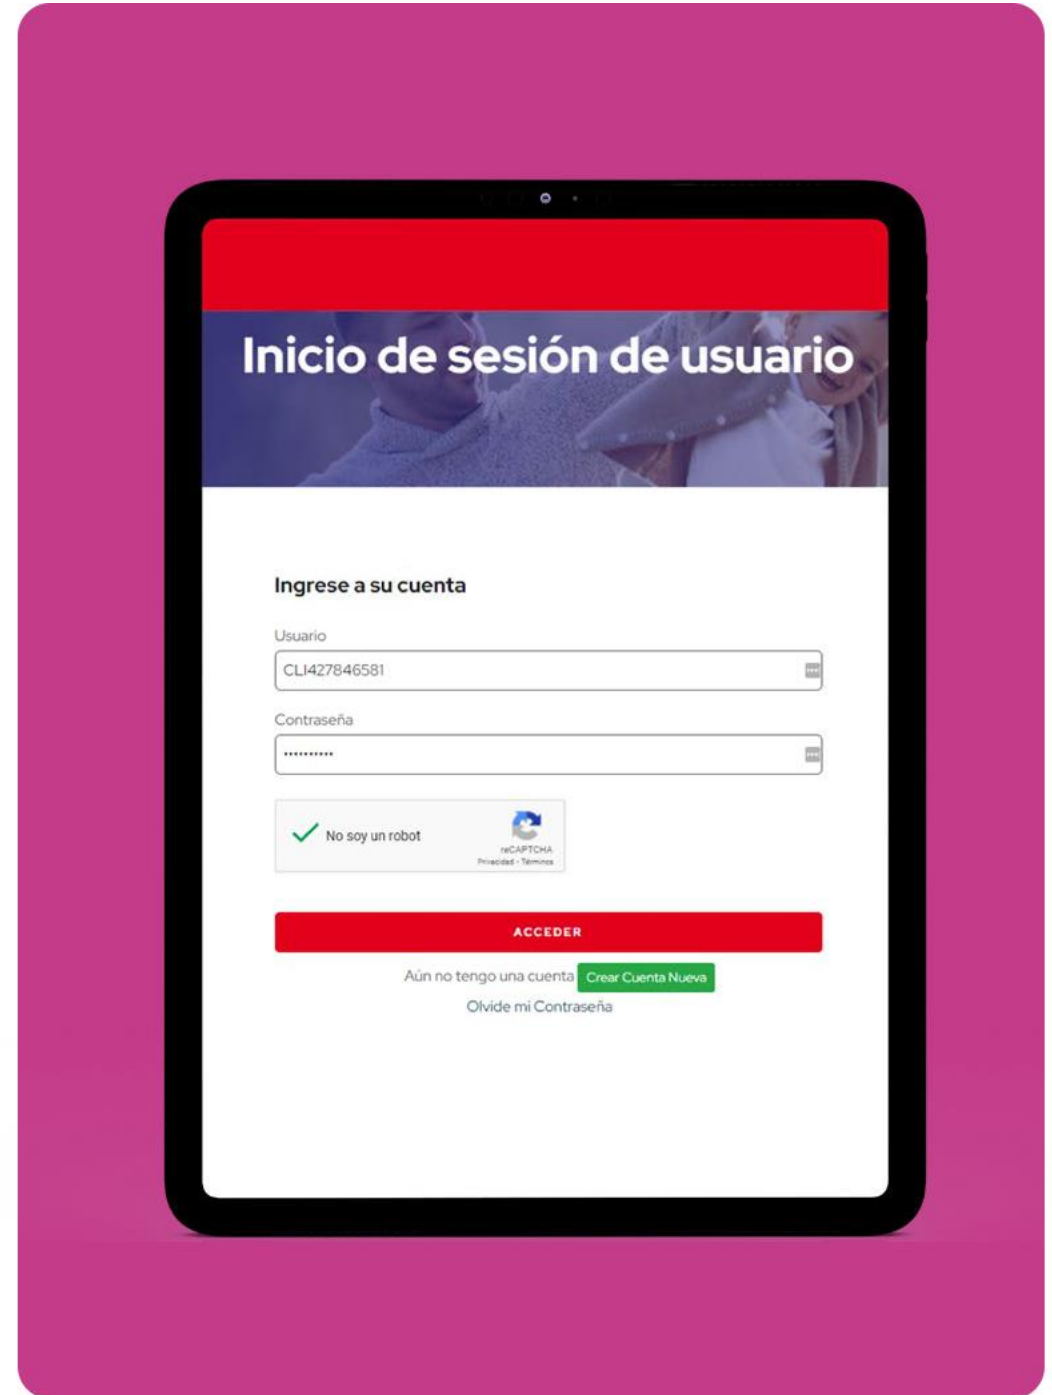 Inicio de sesión de usuario
Ingrese a su cuenta
Usuario
CLI427846581
Contraseña
••••••••••
No soy un robot
reCAPTCHA
Privacidad - Términos
ACCEDER
Aún no tengo una cuenta Crear Cuenta Nueva
Olvide mi Contraseña